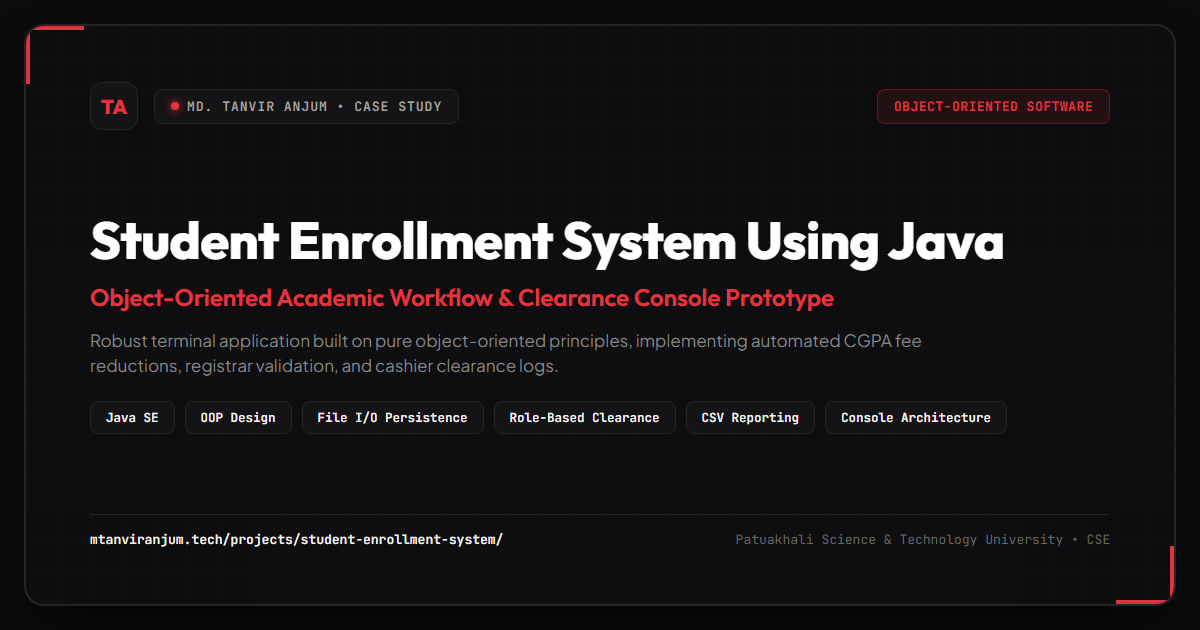 TA
MD. TANVIR ANJUM • CASE STUDY
OBJECT-ORIENTED SOFTWARE
Student Enrollment System Using Java
Object-Oriented Academic Workflow & Clearance Console Prototype
Robust terminal application built on pure object-oriented principles, implementing automated CGPA fee
reductions, registrar validation, and cashier clearance logs.
Java SE
OOP Design
File I/O Persistence
Role-Based Clearance
CSV Reporting
Console Architecture
mtanviranjum.tech/projects/student-enrollment-system/
Patuakhali Science & Technology University • CSE